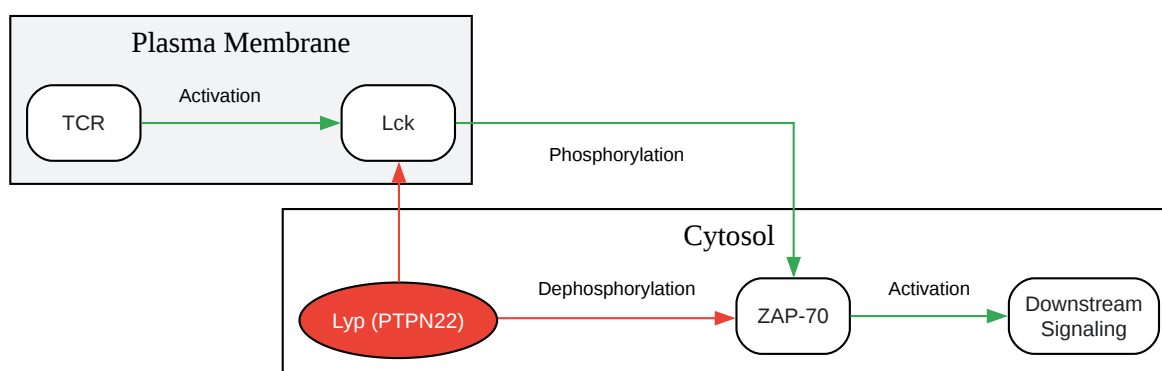 Plasma Membrane
Activation
TCR
Lck
Phosphorylation
Cytosol
Dephosphorylation
Activation
Lyp (PTPN22)
ZAP-70
Downstream
Signaling